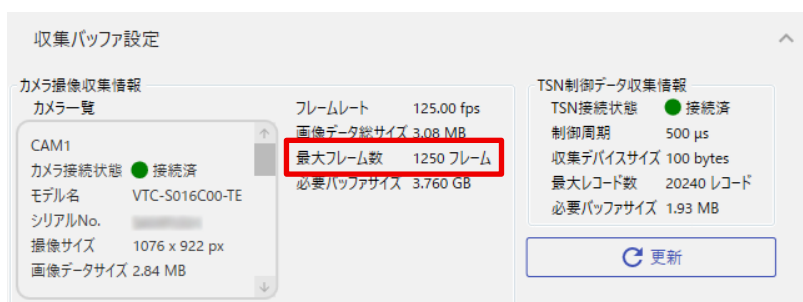 収集バッファ設定
カメラ撮像収集情報
カメラ一覧
CAM1
カメラ接続状態 接続済
モデル名 VTC-S016C00-TE
シリアルNo.
撮像サイズ 1076 x 922 px
画像データサイズ 2.84 MB
フレームレート 125.00 fps
画像データ総サイズ 3.08 MB
最大フレーム数 1250 フレーム
必要バッファサイズ 3.760 GB
TSN制御データ収集情報
TSN接続状態 接続済
制御周期 500 μs
収集デバイスサイズ 100 bytes
最大レコード数 20240 レコード
必要バッファサイズ 1.93 MB
更新